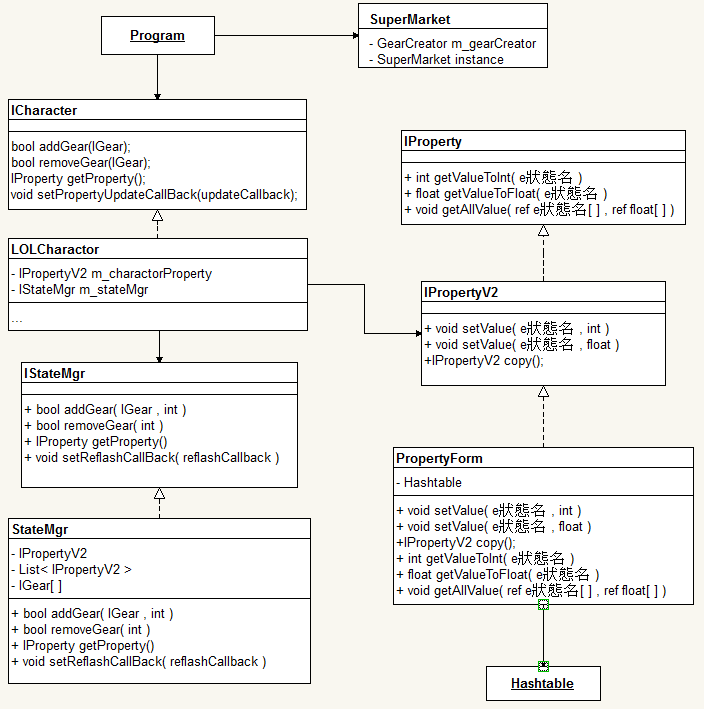 Program
SuperMarket
- GearCreator m_gearCreator
- SuperMarket instance
ICharacter
bool addGear(IGear);
bool removeGear(IGear);
IProperty getProperty();
void setPropertyUpdateCallBack(updateCallback);
IProperty
+ int getValueToInt( e狀態名 )
+ float getValueToFloat( e狀態名 )
+ void getAllValue( ref e狀態名[ ] , ref float[ ] )
LOLCharactor
- IPropertyV2 m_charactorProperty
- IStateMgr m_stateMgr
...
IPropertyV2
+ void setValue( e狀態名 , int )
+ void setValue( e狀態名 , float )
+IPropertyV2 copy();
IStateMgr
+ bool addGear( IGear , int )
+ bool removeGear( int )
+ IProperty getProperty()
+ void setReflashCallBack( reflashCallback )
PropertyForm
- Hashtable
+ void setValue( e狀態名 , int )
+ void setValue( e狀態名 , float )
+IPropertyV2 copy();
+ int getValueToInt( e狀態名 )
+ float getValueToFloat( e狀態名 )
+ void getAllValue( ref e狀態名[ ] , ref float[ ] )
StateMgr
- IPropertyV2
- List< IPropertyV2 >
- IGear[ ]
+ bool addGear( IGear , int )
+ bool removeGear( int )
+ IProperty getProperty()
+ void setReflashCallBack( reflashCallback )
Hashtable